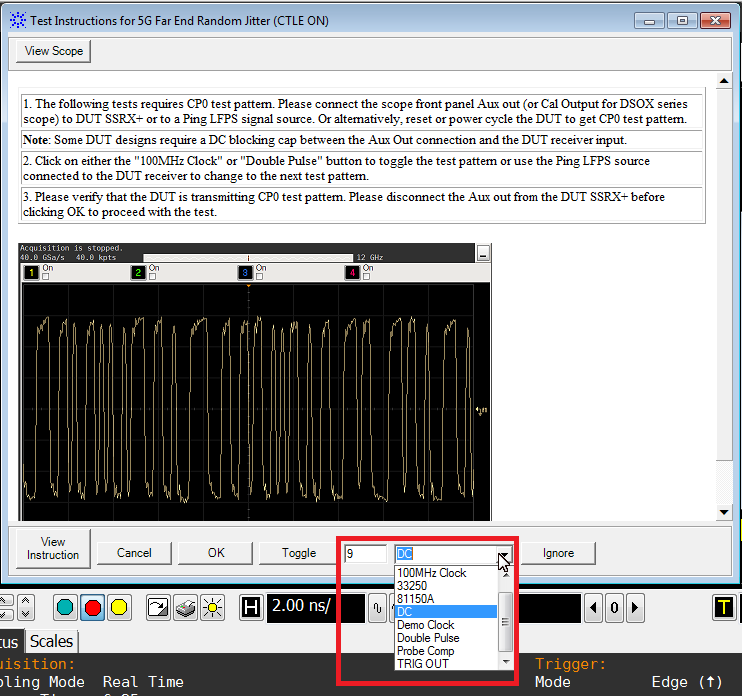 Test Instructions for 5G Far End Random Jitter (CTLE ON)
View Scope
1. The following tests requires CP0 test pattern. Please connect the scope front panel Aux out (or Cal Output for DSOX series
scope) to DUT SSRX+ or to a Ping LFPS signal source. Or alternatively, reset or power cycle the DUT to get CP0 test pattern.
Note: Some DUT designs require a DC blocking cap between the Aux Out connection and the DUT receiver input.
2. Click on either the "100MHz Clock" or "Double Pulse" button to toggle the test pattern or use the Ping LFPS source
connected to the DUT receiver to change to the next test pattern.
3. Please verify that the DUT is transmitting CP0 test pattern. Please disconnect the Aux out from the DUT SSRX+ before
clicking OK to proceed with the test.
Acquisition is stopped.
40.0 GSa/s 40.0 kpts 12 GHz
1 On 2 On 3 On 4 On
View
Instruction
Cancel OK Toggle 9 DC Ignore
100MHz Clock
33250
81150A
DC
Demo Clock
Double Pulse
Probe Comp
TRIG OUT
H 2.00 ns/ 0 T
tus Scales
uisition: Trigger:
pling Mode Real Time Mode Edge (↑)